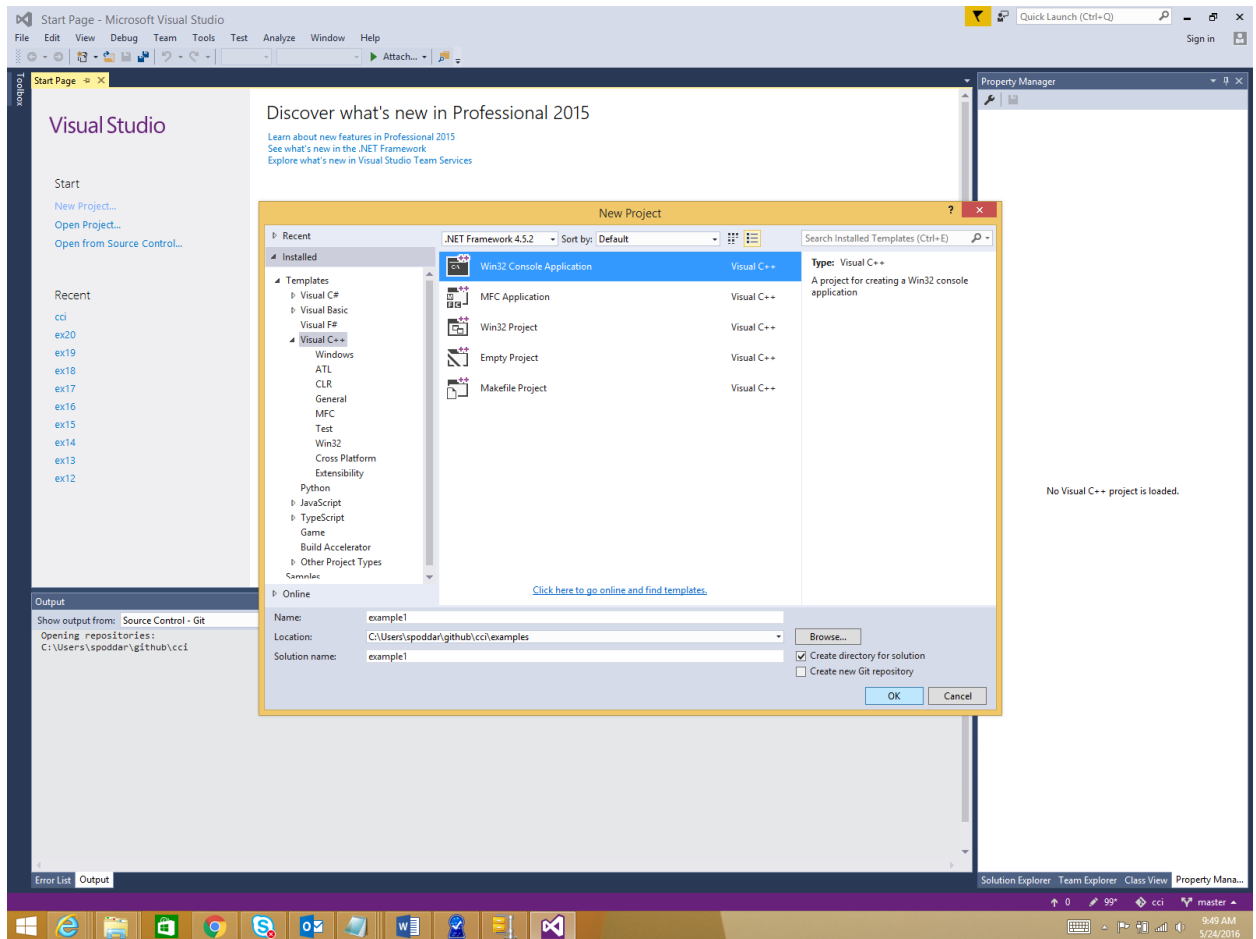 Start Page - Microsoft Visual Studio
Quick Launch (Ctrl+Q)
File Edit View Debug Team Tools Test Analyze Window Help
Sign in
Attach...
Toolbox
Start Page
Visual Studio
Start
New Project...
Open Project...
Open from Source Control...
Recent
cci
ex20
ex19
ex18
ex17
ex16
ex15
ex14
ex13
ex12
Discover what's new in Professional 2015
Learn about new features in Professional 2015
See what's new in the .NET Framework
Explore what's new in Visual Studio Team Services
New Project
?
Recent
.NET Framework 4.5.2 Sort by: Default
Search Installed Templates (Ctrl+E)
Installed
Templates
Visual C#
Visual Basic
Visual F#
Visual C++
Windows
ATL
CLR
General
MFC
Test
Win32
Cross Platform
Extensibility
Python
JavaScript
TypeScript
Game
Build Accelerator
Other Project Types
Samples
Online
Win32 Console Application Visual C++
MFC Application Visual C++
Win32 Project Visual C++
Empty Project Visual C++
Makefile Project Visual C++
Click here to go online and find templates.
Type: Visual C++
A project for creating a Win32 console
application
Name: example1
Location: C:\Users\spoddar\github\cci\examples
Browse...
Solution name: example1
Create directory for solution
Create new Git repository
OK Cancel
Property Manager
No Visual C++ project is loaded.
Output
Show output from: Source Control - Git
Opening repositories:
C:\Users\spoddar\github\cci
Error List Output
Solution Explorer Team Explorer Class View Property Mana...
0 99* cci master
9:49 AM
5/24/2016